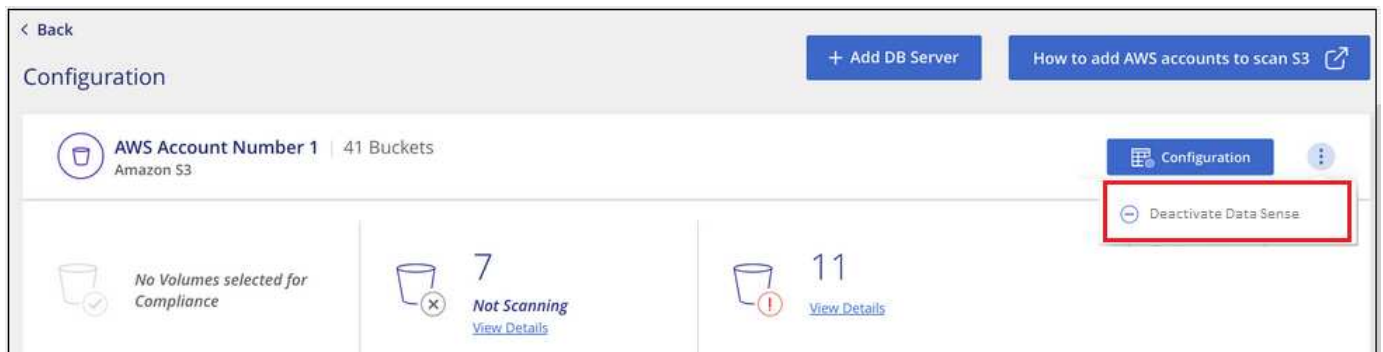 < Back
Configuration
+ Add DB Server
How to add AWS accounts to scan S3
AWS Account Number 1 | 41 Buckets
Amazon S3
Configuration
Deactivate Data Sense
No Volumes selected for
Compliance
7
Not Scanning
View Details
11
View Details